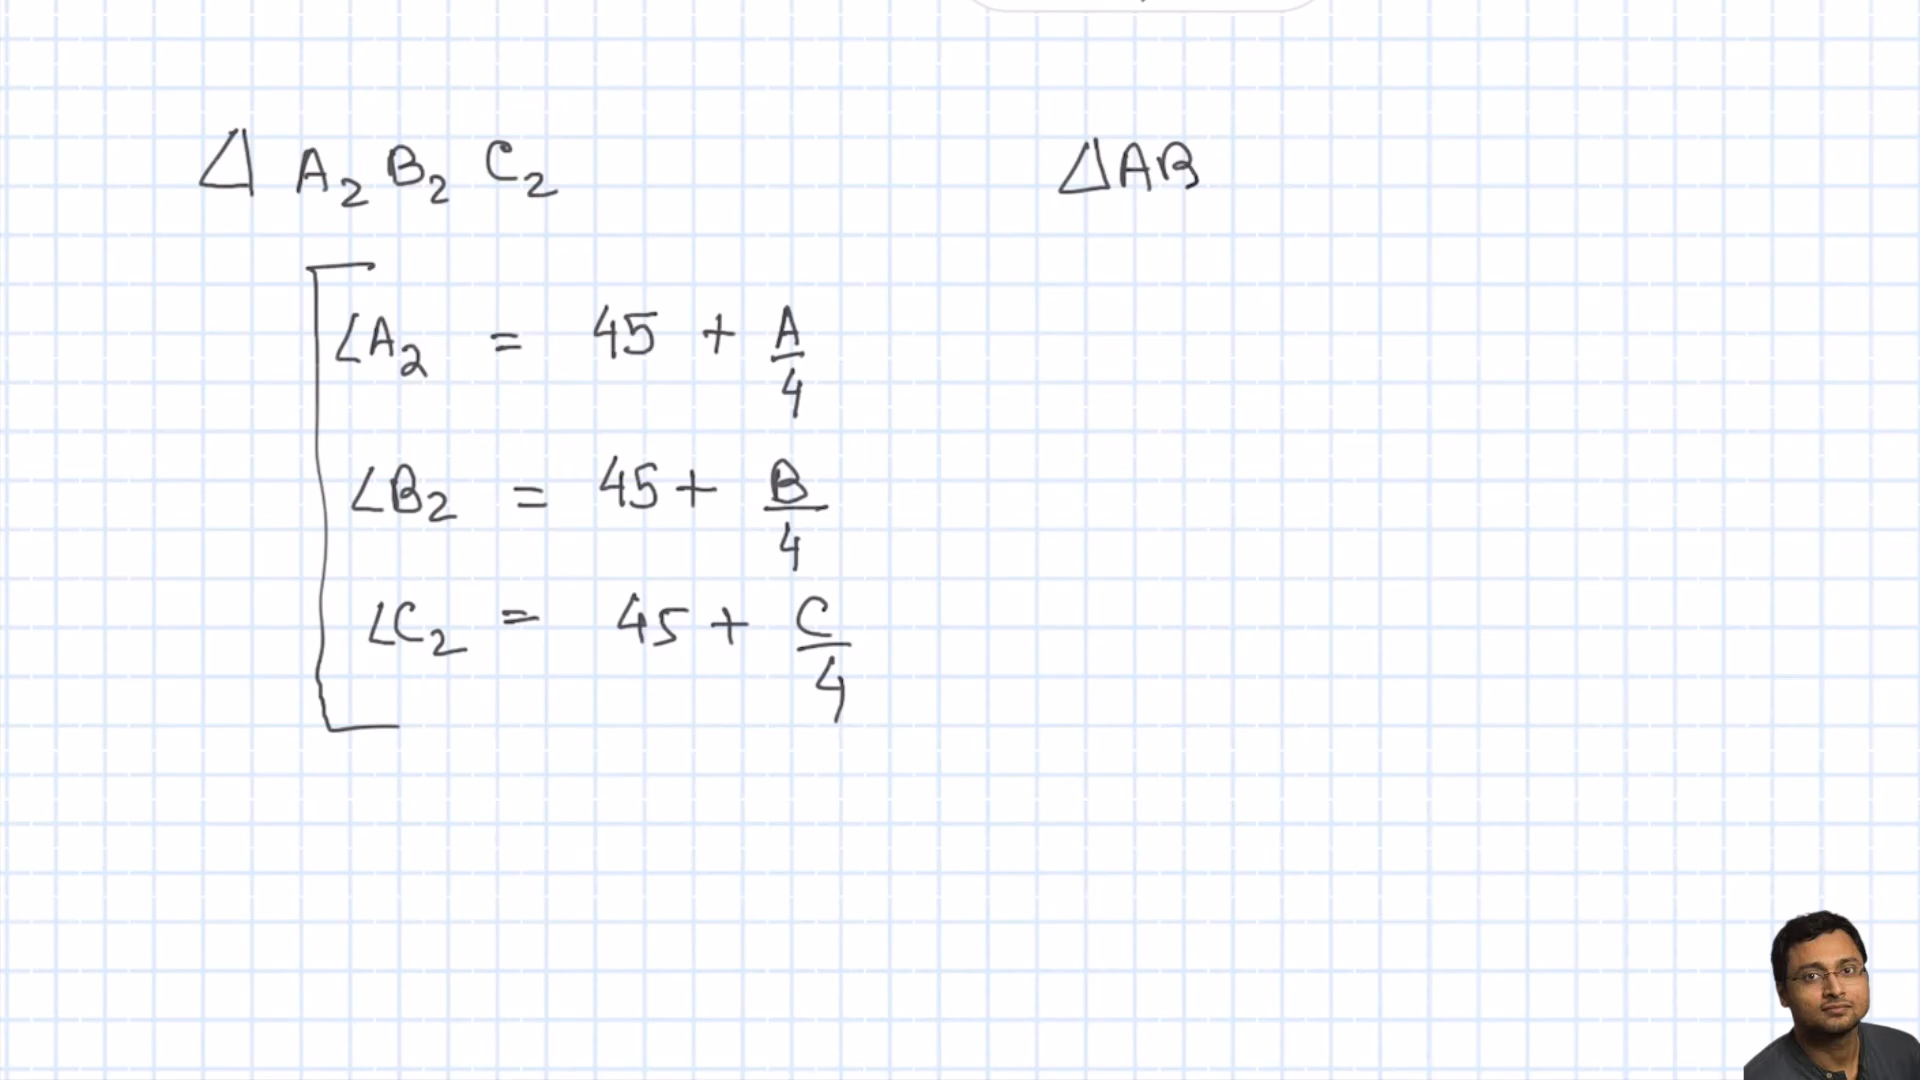 △ A₂ B₂ C₂
△AB
∠A₂ = 45 + A/4
∠B₂ = 45 + B/4
∠C₂ = 45 + C/4